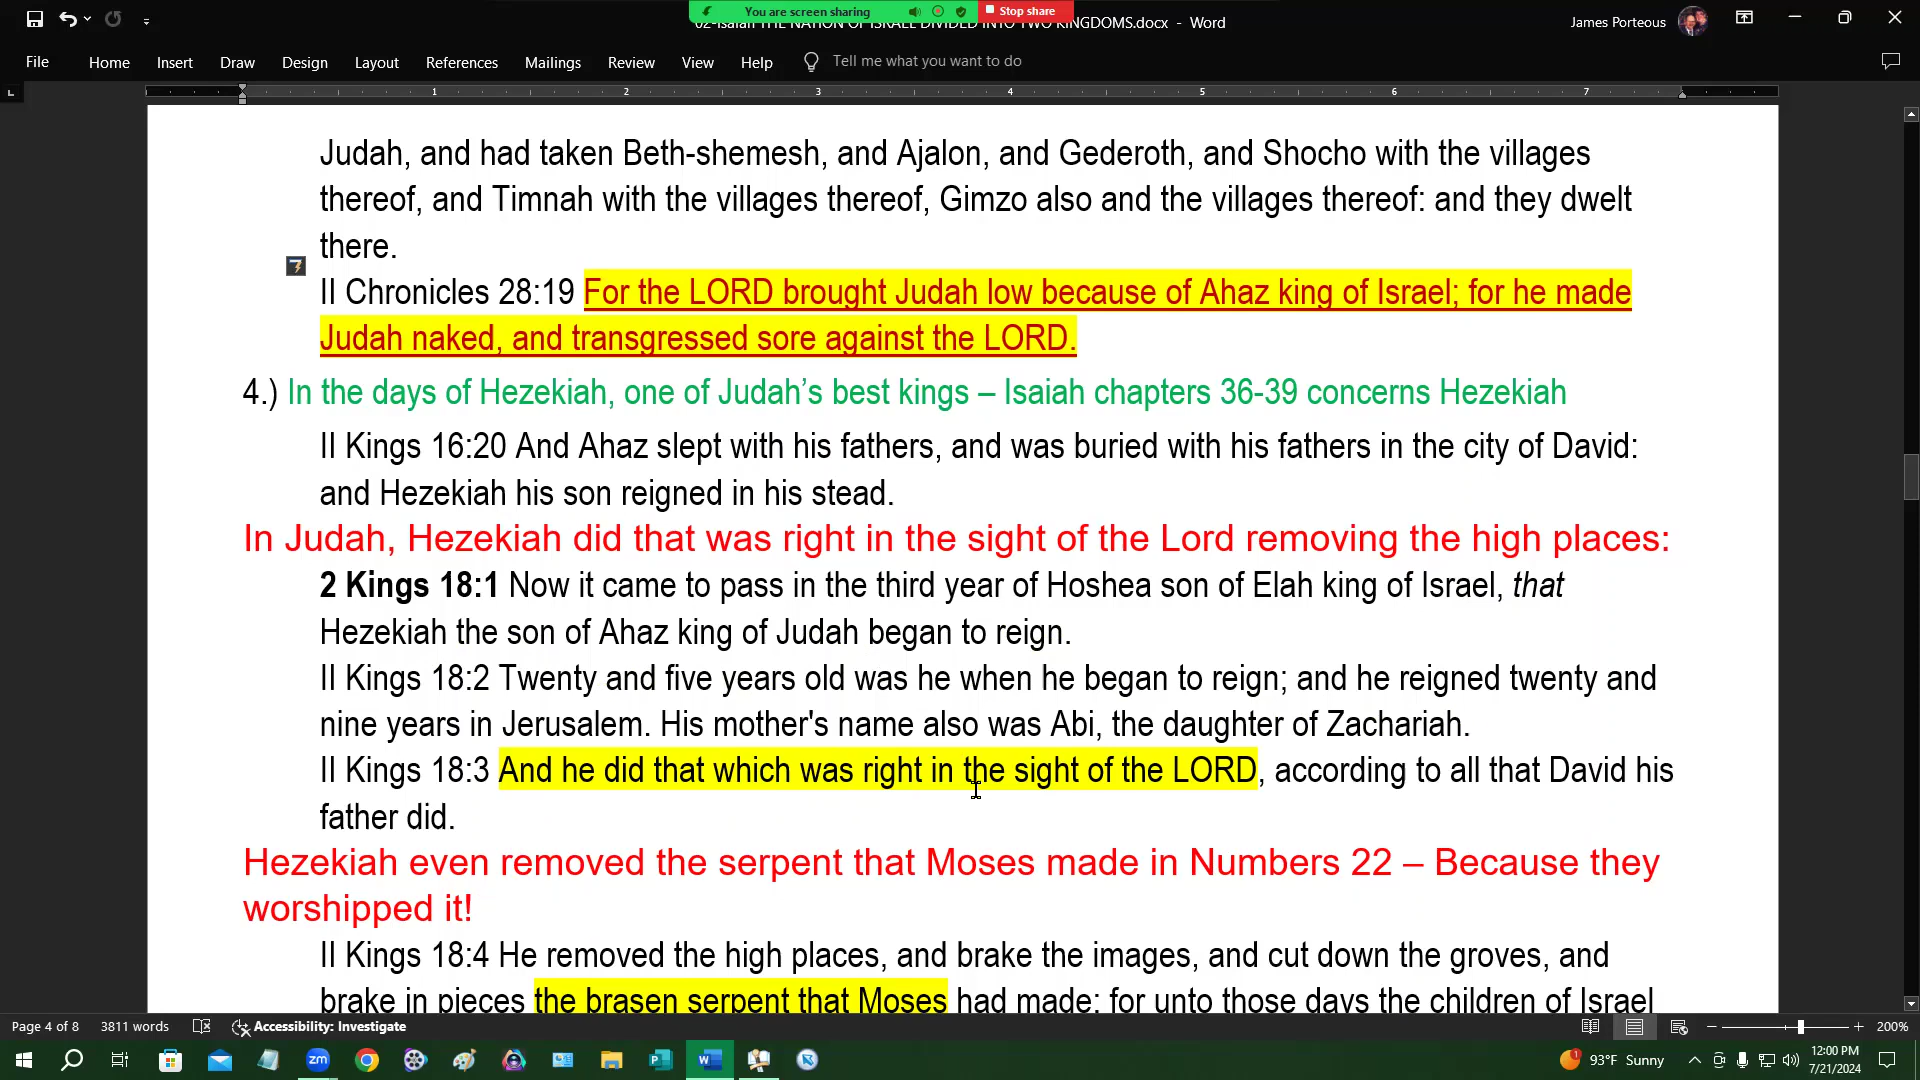 You are screen sharing
Stop share
02-Isaiah THE NATION OF ISRAEL DIVIDED INTO TWO KINGDOMS.docx - Word
James Porteous
File Home Insert Draw Design Layout References Mailings Review View Help Tell me what you want to do
1 2 3 4 5 6 7
Judah, and had taken Beth-shemesh, and Ajalon, and Gederoth, and Shocho with the villages
thereof, and Timnah with the villages thereof, Gimzo also and the villages thereof: and they dwelt
there.
II Chronicles 28:19 For the LORD brought Judah low because of Ahaz king of Israel; for he made
Judah naked, and transgressed sore against the LORD.
4.) In the days of Hezekiah, one of Judah’s best kings – Isaiah chapters 36-39 concerns Hezekiah
II Kings 16:20 And Ahaz slept with his fathers, and was buried with his fathers in the city of David:
and Hezekiah his son reigned in his stead.
In Judah, Hezekiah did that was right in the sight of the Lord removing the high places:
2 Kings 18:1 Now it came to pass in the third year of Hoshea son of Elah king of Israel, that
Hezekiah the son of Ahaz king of Judah began to reign.
II Kings 18:2 Twenty and five years old was he when he began to reign; and he reigned twenty and
nine years in Jerusalem. His mother's name also was Abi, the daughter of Zachariah.
II Kings 18:3 And he did that which was right in the sight of the LORD, according to all that David his
father did.
Hezekiah even removed the serpent that Moses made in Numbers 22 – Because they
worshipped it!
II Kings 18:4 He removed the high places, and brake the images, and cut down the groves, and
brake in pieces the brasen serpent that Moses had made: for unto those days the children of Israel
Page 4 of 8 3811 words Accessibility: Investigate 200%
93°F Sunny
12:00 PM
7/21/2024